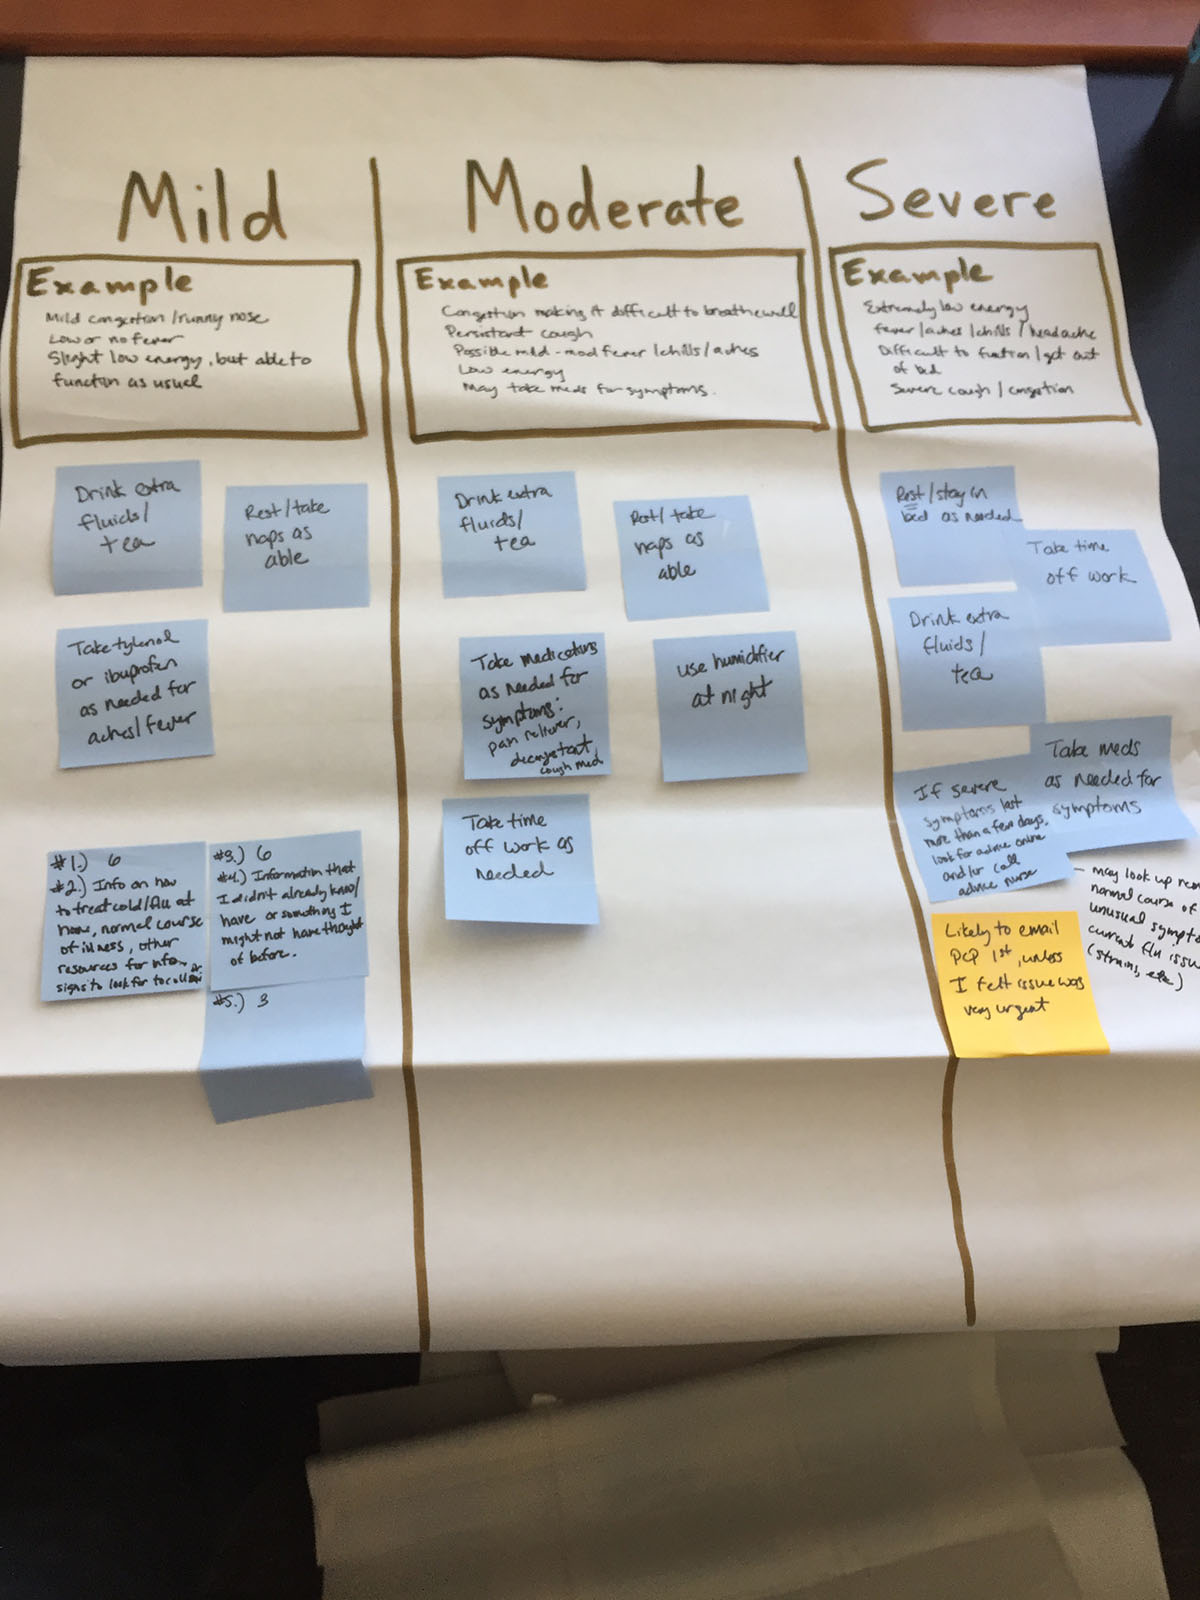 Mild
Example
Mild congestion/runny nose
Low or no fever
Slight low energy, but able to
function as usual
Drink extra
fluids/
tea
Rest/take
naps as
able
Take tylenol
or ibuprofen
as needed for
aches/fever
#1.) 6
#2.) Info on how
to treat cold/flu at
home, normal course
of illness, other
resources for info,
signs to look for to call
#3.) 6
#4.) Information that
I didn't already know/
have or something I
might not have thought
of before.
#5.) 3
Moderate
Example
Congestion making it difficult to breathe well
Persistant cough
Possible mild-mod fever/chills/aches
Low energy
May take meds for symptoms.
Drink extra
fluids/
tea
Rest/take
naps as
able
Take medications
as needed for
symptoms:
pain reliever,
decongestant
cough med
use humidifier
at night
Take time
off work as
needed
Severe
Example
Extremely low energy
fever/aches/chills/headache
Difficult to function/get out
of bed
Severe cough/congestion
Rest/stay in
bed as needed
Take time
off work
Drink extra
fluids/
tea
Take meds
as needed for
symptoms
If severe
symptoms last
more than a few days,
look for advice online
and/or call
advice nurse
- may look up
normal course of
unusual
current flu
(strains, etc)
Likely to email
PCP 1st, unless
I felt issue was
very urgent